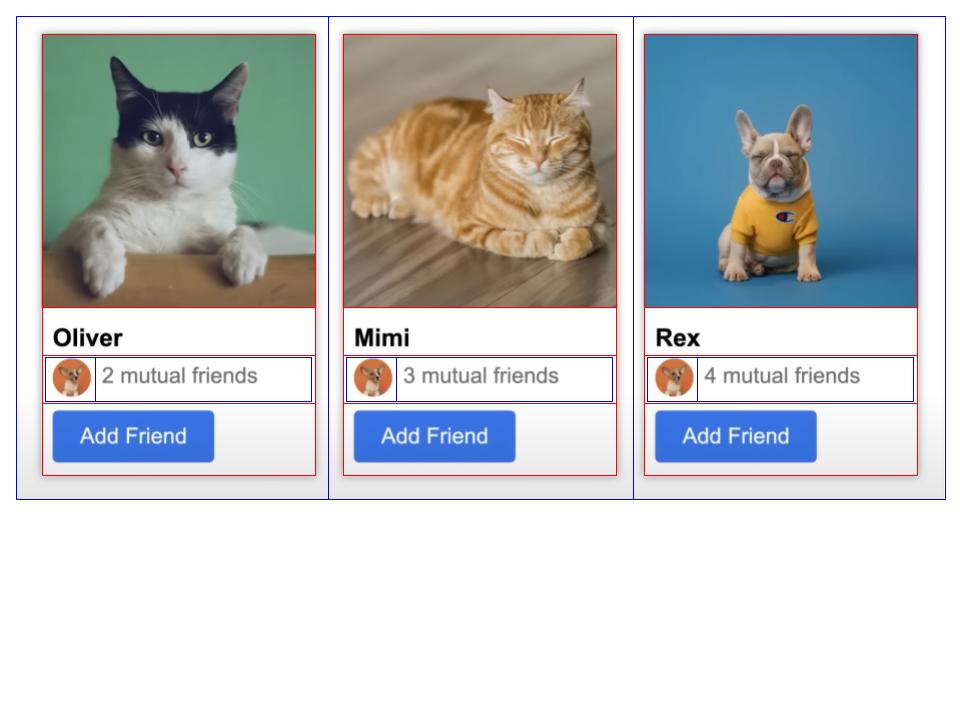 Oliver
2 mutual friends
Add Friend
Mimi
3 mutual friends
Add Friend
Rex
4 mutual friends
Add Friend